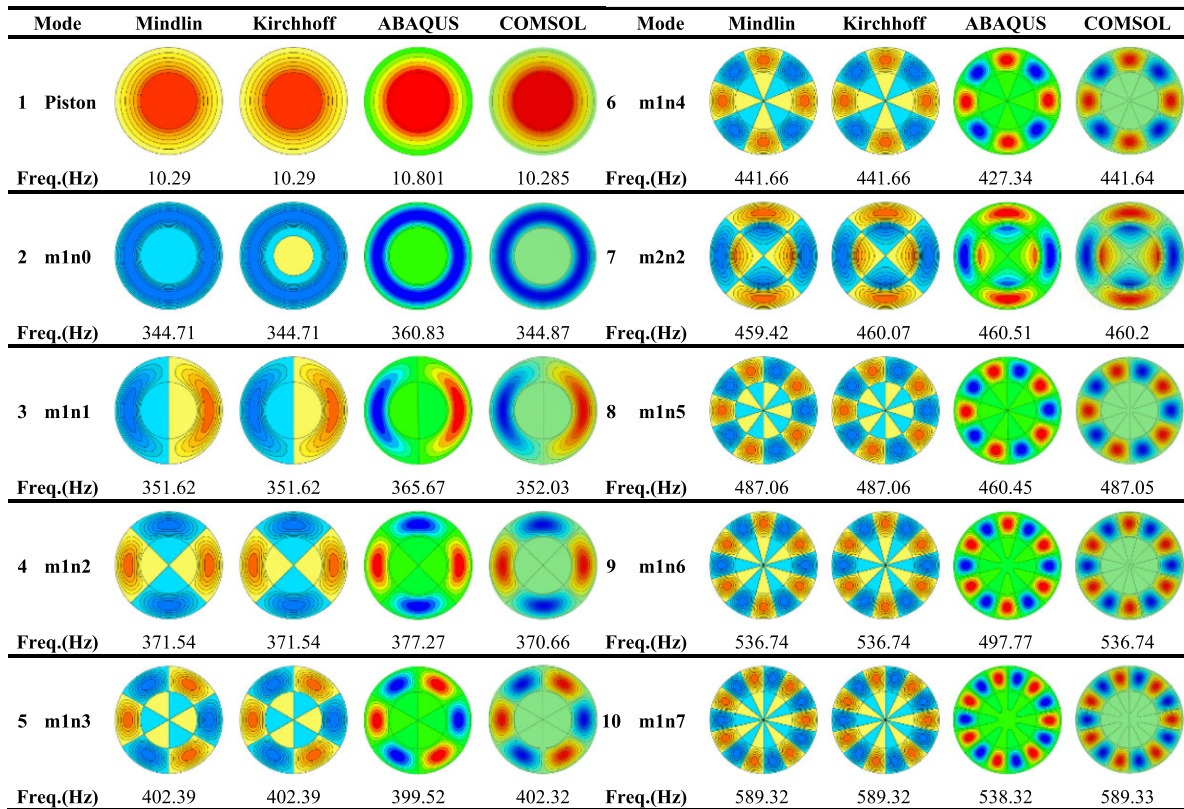 Mode Mindlin Kirchhoff ABAQUS COMSOL Mode Mindlin Kirchhoff ABAQUS COMSOL
1 Piston 6 m1n4
Freq.(Hz) 10.29 10.29 10.801 10.285 Freq.(Hz) 441.66 441.66 427.34 441.64
2 m1n0 7 m2n2
Freq.(Hz) 344.71 344.71 360.83 344.87 Freq.(Hz) 459.42 460.07 460.51 460.2
3 m1n1 8 m1n5
Freq.(Hz) 351.62 351.62 365.67 352.03 Freq.(Hz) 487.06 487.06 460.45 487.05
4 m1n2 9 m1n6
Freq.(Hz) 371.54 371.54 377.27 370.66 Freq.(Hz) 536.74 536.74 497.77 536.74
5 m1n3 10 m1n7
Freq.(Hz) 402.39 402.39 399.52 402.32 Freq.(Hz) 589.32 589.32 538.32 589.33